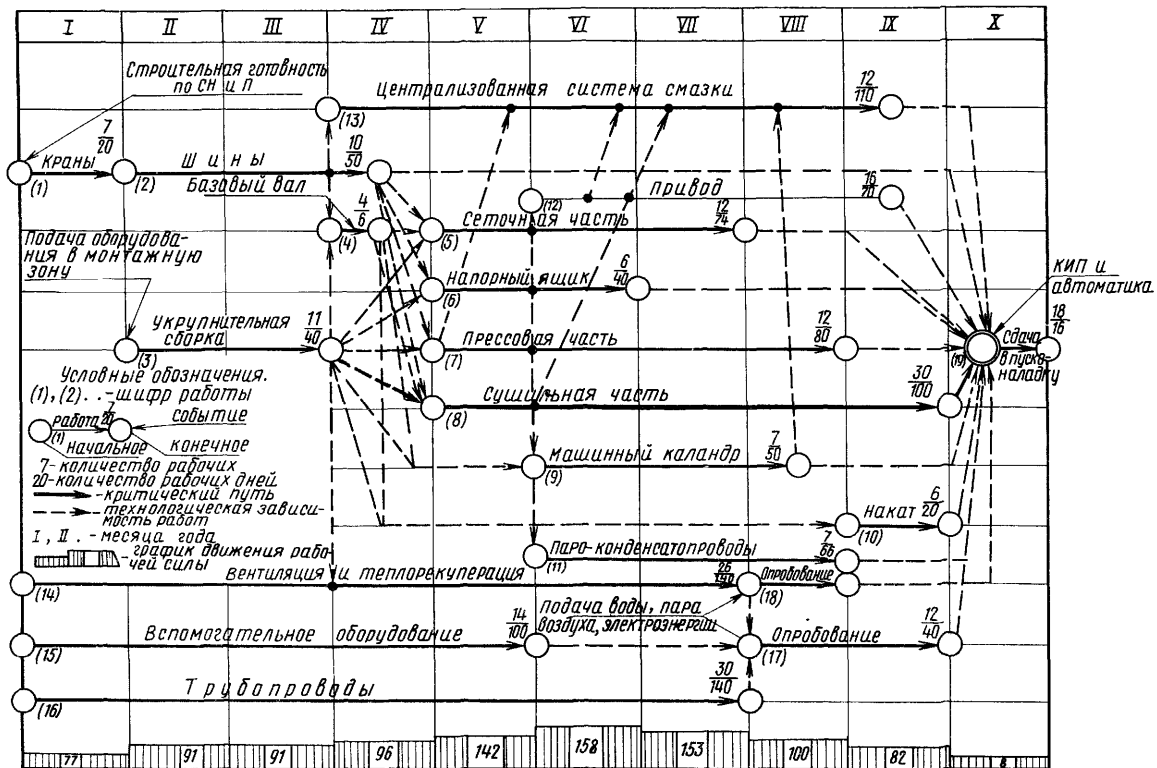 I II III IV V VI VII VIII IX X
Строительная готовность
по СН и П
Централизованная система смазки
12
110
(13)
7
20
Краны
(1)
Шины
(2)
10
50
Базовый вал
4
6
(4)
Привод
(12)
16
70
Сеточная часть
(5)
12
74
Подача оборудова-
ния в монтажную
зону
Напорный ящик
(6)
6
40
КИП и
автоматика
Укрупнительная
сборка
(3)
11
40
Прессовая часть
(7)
12
80
(19)
Сдача
в пуско-
наладку
18
16
Условные обозначения.
(1), (2)..-шифр работы
Работа
7
20
событие
(1)
начальное
конечное
7-количество рабочих
20-количество рабочих дней
-критический путь
-технологическая зависи-
мость работ
I, II . - месяца года
- график движения рабо-
чей силы
Сушильная часть
(8)
30
100
Машинный каландр
(9)
7
50
Накат
(10)
6
20
Паро-конденсатопроводы
(11)
7
66
Вентиляция и теплорекуперация
(14)
26
140
Опробование
(18)
Подача воды, пара
воздуха, электроэнергии
Вспомогательное оборудование
(15)
14
100
Опробование
(17)
12
40
Трубопроводы
(16)
30
140
77 91 91 96 142 158 153 100 82 8